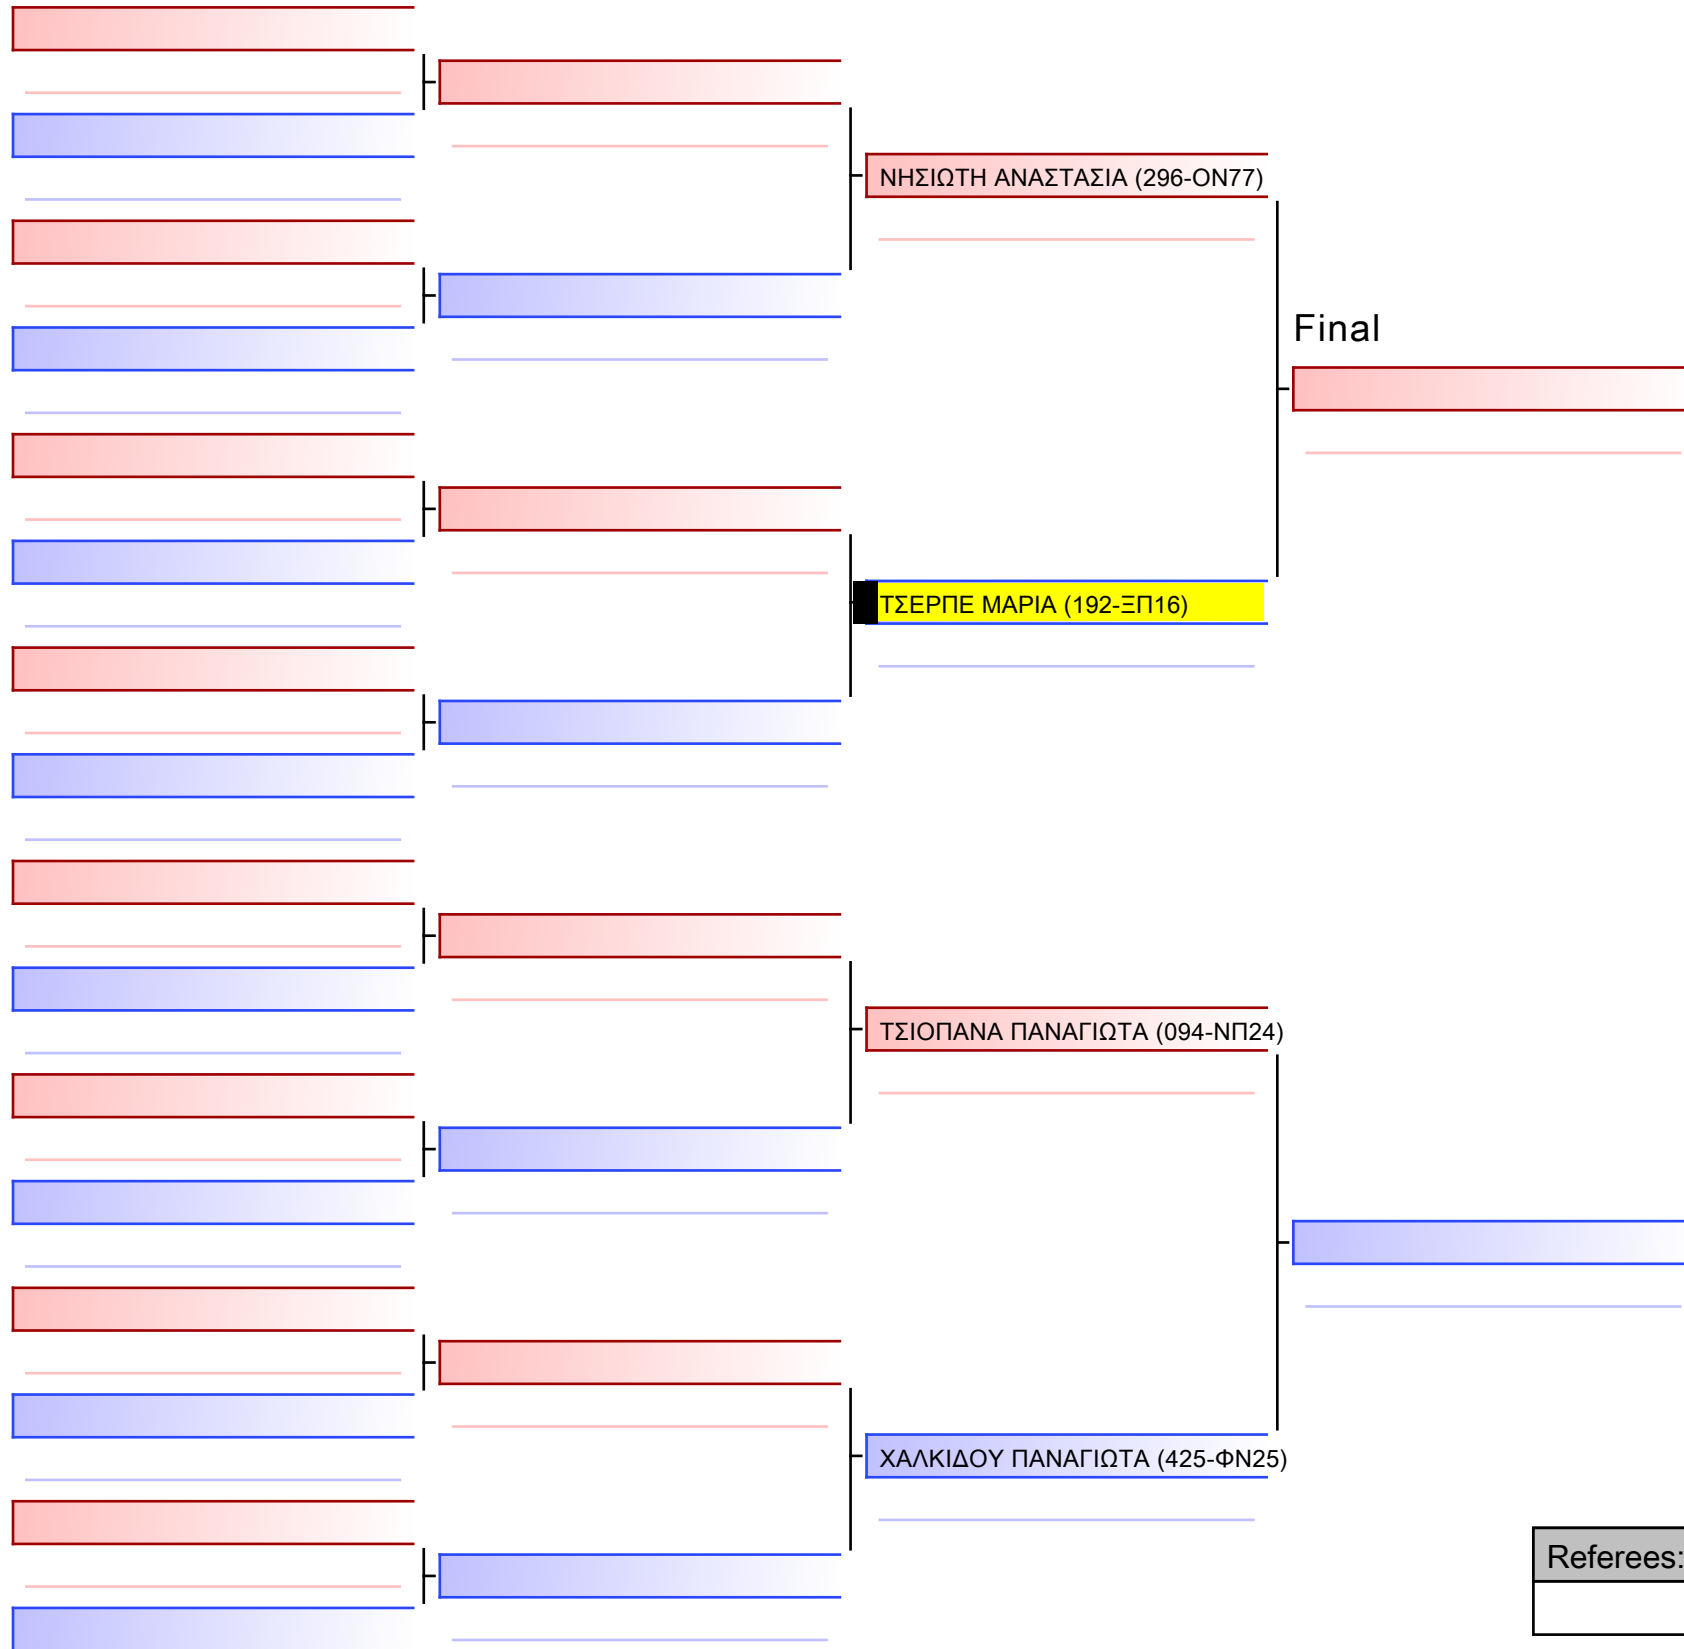 ΝΗΣΙΩΤΗ ΑΝΑΣΤΑΣΙΑ (296-ΟΝ77)
Final
ΤΣΕΡΠΕ ΜΑΡΙΑ (192-ΞΠ16)
ΤΣΙΟΠΑΝΑ ΠΑΝΑΓΙΩΤΑ (094-ΝΠ24)
ΧΑΛΚΙΔΟΥ ΠΑΝΑΓΙΩΤΑ (425-ΦΝ25)
Referees: